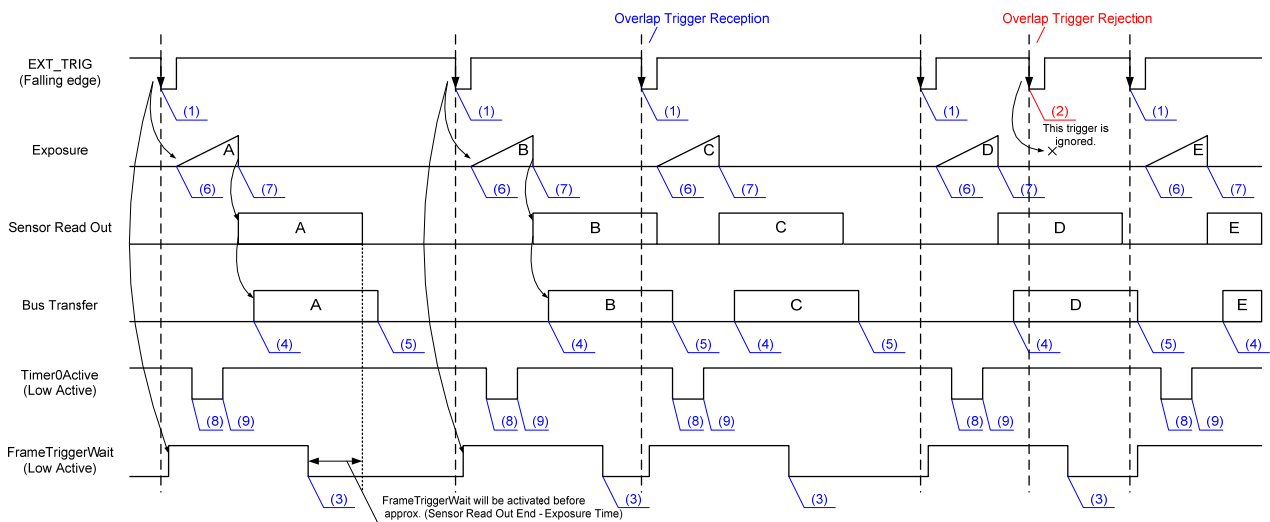 Overlap Trigger Reception
Overlap Trigger Rejection
EXT_TRIG
(Falling edge)
(1)
(1)
(1)
(1)
(2)
(1)
This trigger is
ignored.
Exposure
A
B
C
D
E
(6)
(7)
(6)
(7)
(6)
(7)
(6)
(7)
(6)
(7)
Sensor Read Out
A
B
C
D
E
Bus Transfer
A
B
C
D
E
(4)
(5)
(4)
(5)
(4)
(5)
(4)
(5)
(4)
Timer0Active
(Low Active)
(8)
(9)
(8)
(9)
(8)
(9)
(8)
(9)
(8)
(9)
FrameTriggerWait
(Low Active)
(3)
(3)
(3)
(3)
FrameTriggerWait will be activated before
approx. (Sensor Read Out End - Exposure Time)